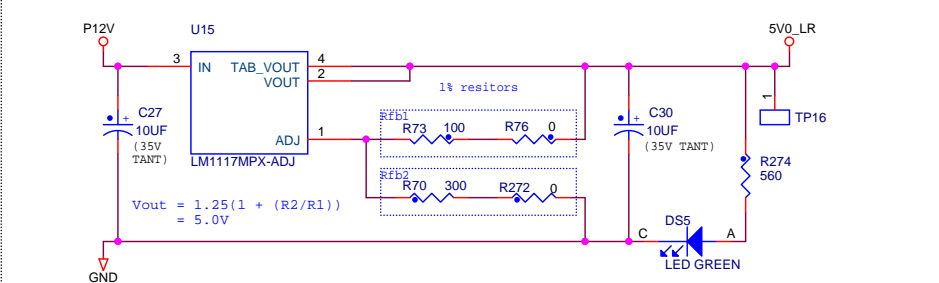 P12V
U15
5V0_LR
3
IN
TAB_VOUT
4
VOUT
2
ADJ
1
LM1117MPX-ADJ
C27
10UF
(35V
TANT)
1% resitors
Rfb1
R73
100
R76
0
Rfb2
R70
300
R272
0
C30
10UF
(35V TANT)
1
TP16
R274
560
Vout = 1.25(1 + (R2/R1))
= 5.0V
DS5
C
A
LED GREEN
GND